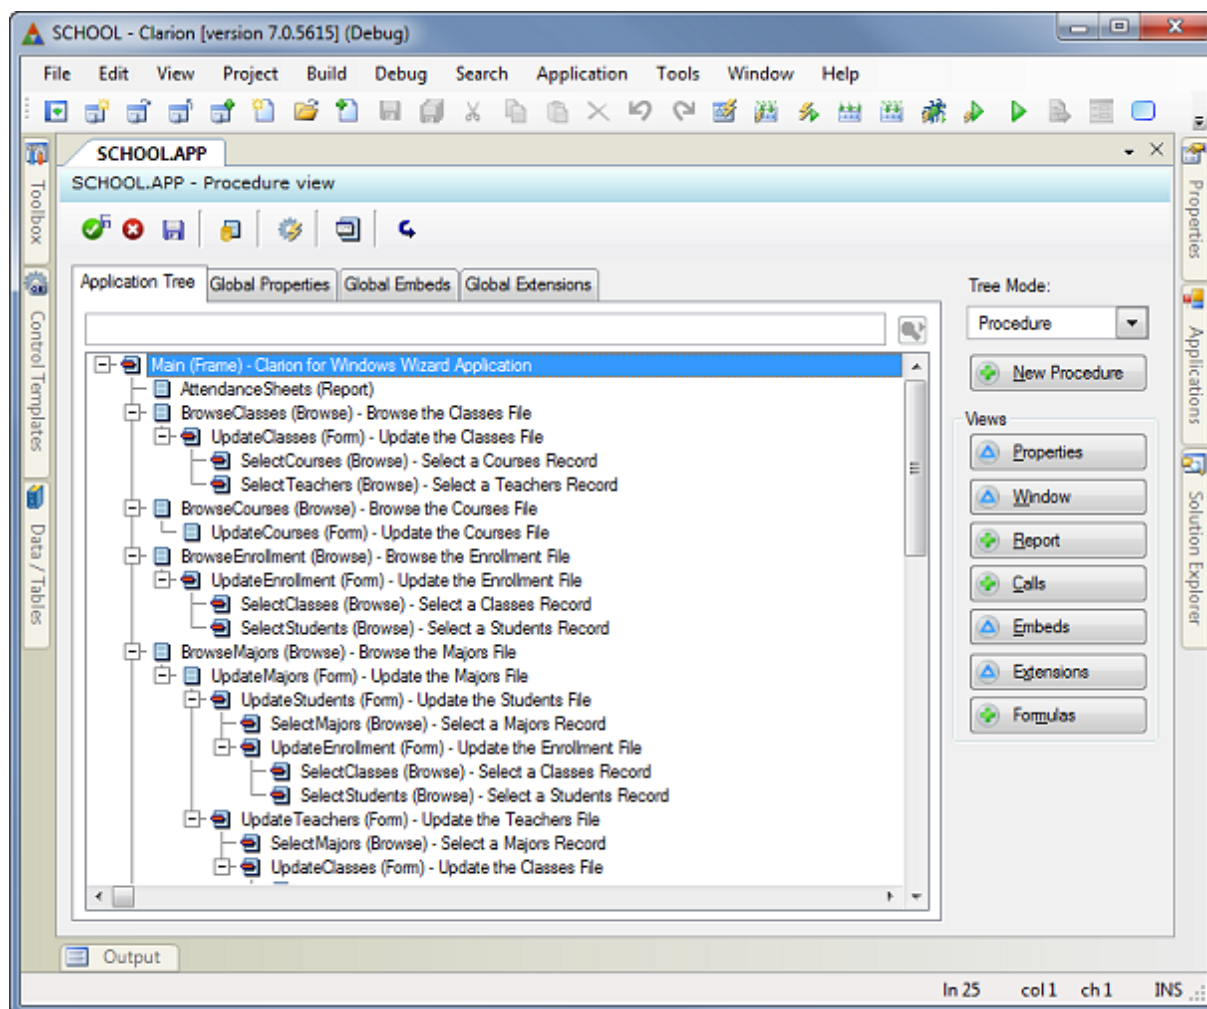 SCHOOL - Clarion [version 7.0.5615] (Debug)
File Edit View Project Build Debug Search Application Tools Window Help
SCHOOL.APP
SCHOOL.APP - Procedure view
Toolbox
Control Templates
Data / Tables
Application Tree Global Properties Global Embeds Global Extensions
Main (Frame) - Clarion for Windows Wizard Application
AttendanceSheets (Report)
BrowseClasses (Browse) - Browse the Classes File
UpdateClasses (Form) - Update the Classes File
SelectCourses (Browse) - Select a Courses Record
SelectTeachers (Browse) - Select a Teachers Record
BrowseCourses (Browse) - Browse the Courses File
UpdateCourses (Form) - Update the Courses File
BrowseEnrollment (Browse) - Browse the Enrollment File
UpdateEnrollment (Form) - Update the Enrollment File
SelectClasses (Browse) - Select a Classes Record
SelectStudents (Browse) - Select a Students Record
BrowseMajors (Browse) - Browse the Majors File
UpdateMajors (Form) - Update the Majors File
UpdateStudents (Form) - Update the Students File
SelectMajors (Browse) - Select a Majors Record
UpdateEnrollment (Form) - Update the Enrollment File
SelectClasses (Browse) - Select a Classes Record
SelectStudents (Browse) - Select a Students Record
UpdateTeachers (Form) - Update the Teachers File
SelectMajors (Browse) - Select a Majors Record
UpdateClasses (Form) - Update the Classes File
Tree Mode:
Procedure
New Procedure
Views
Properties
Window
Report
Calls
Embeds
Extensions
Formulas
Properties
Applications
Solution Explorer
Output
ln 25 col 1 ch 1 INS